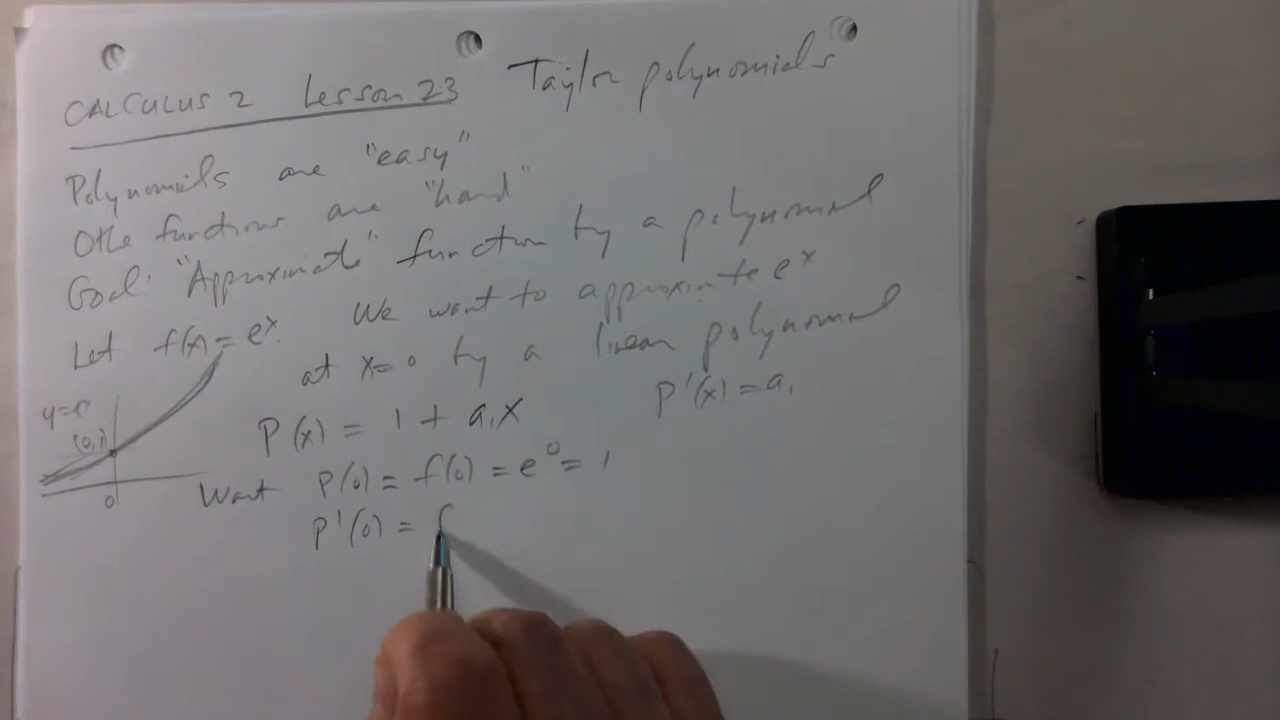 CALCULUS 2 Lesson 23 Taylor polynomials
Polynomials are "easy"
Othe functions are "hard"
Goal: "Approximate" function by a polynomial
Let f(x) = e^x. We want to approximate e^x
at x=0 by a linear polynomial
P(x) = 1 + a₁x P'(x) = a₁
Want P(0) = f(0) = e^0 = 1
P'(0) = f
(0,1)
0